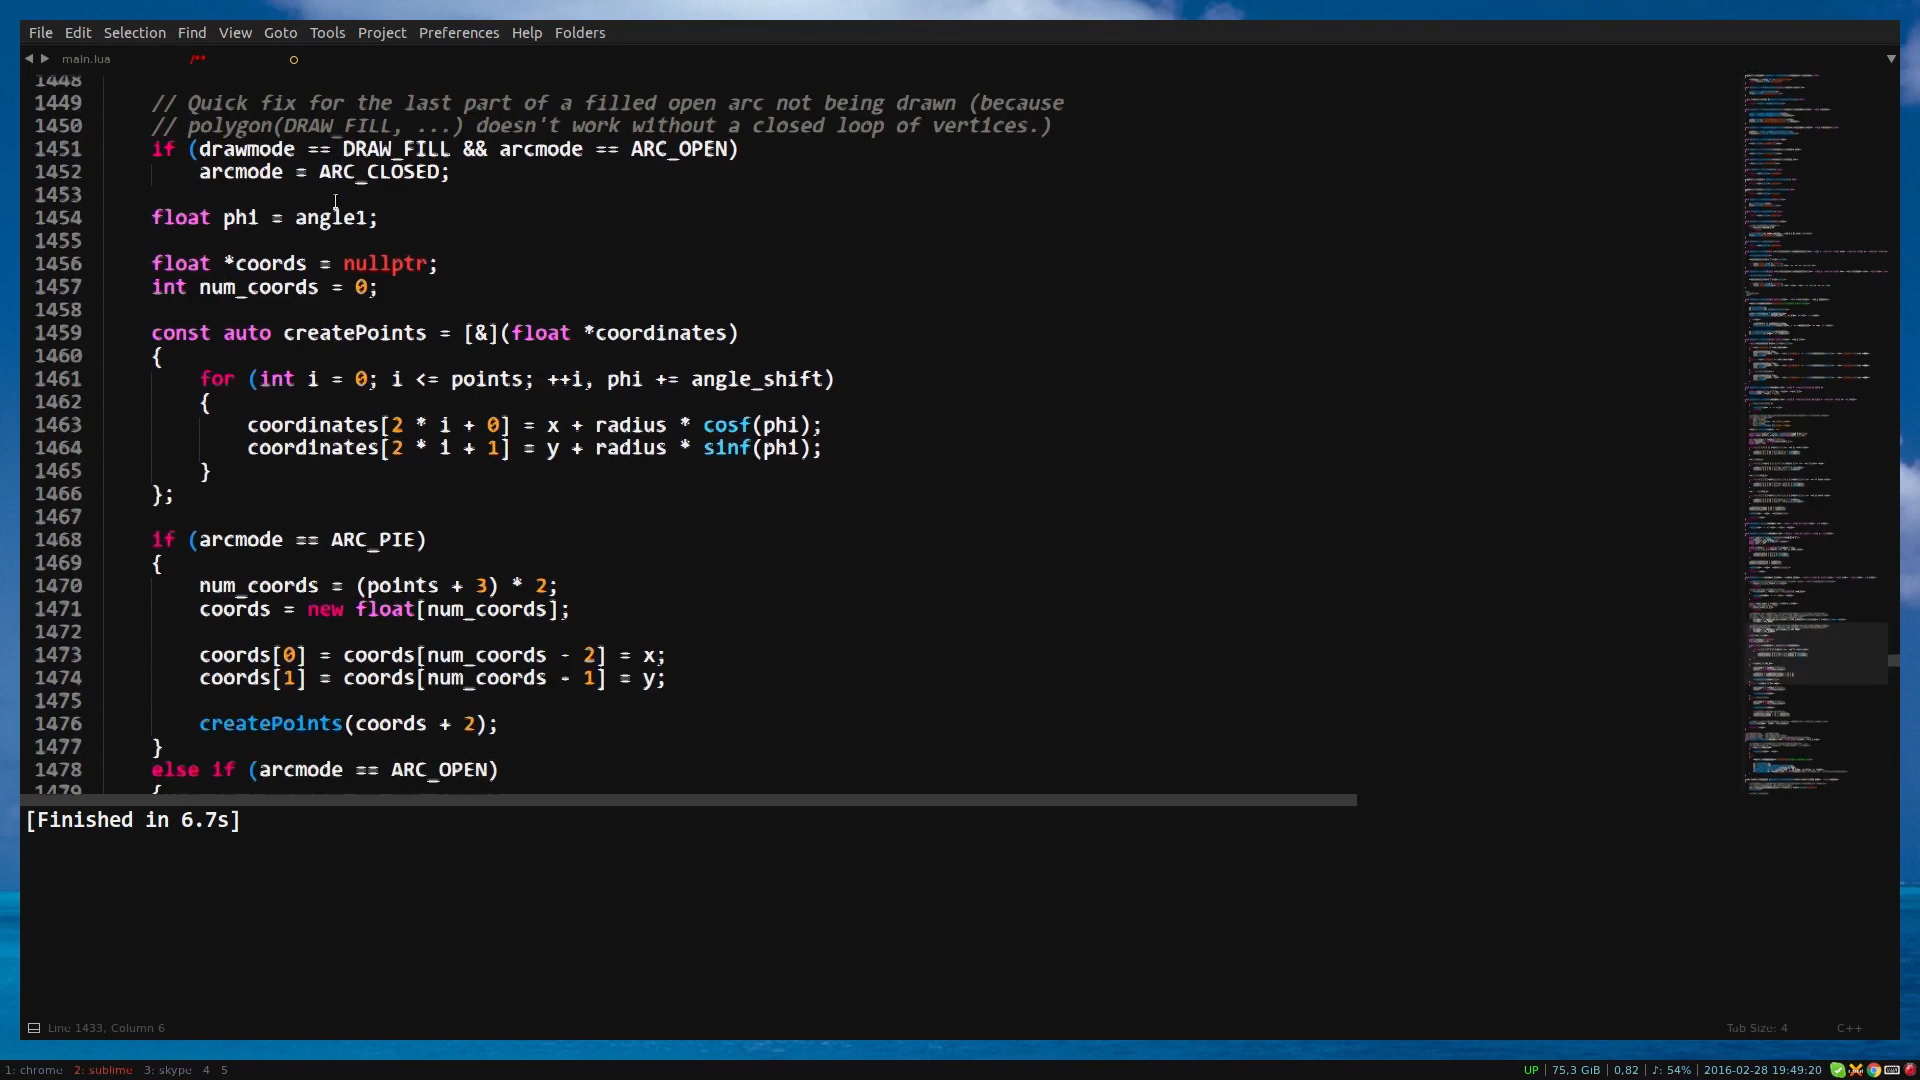 File Edit Selection Find View Goto Tools Project Preferences Help Folders
main.lua /**
1448
1449 // Quick fix for the last part of a filled open arc not being drawn (because
1450 // polygon(DRAW_FILL, ...) doesn't work without a closed loop of vertices.)
1451 if (drawmode == DRAW_FILL && arcmode == ARC_OPEN)
1452 arcmode = ARC_CLOSED;
1453
1454 float phi = angle1;
1455
1456 float *coords = nullptr;
1457 int num_coords = 0;
1458
1459 const auto createPoints = [&](float *coordinates)
1460 {
1461 for (int i = 0; i <= points; ++i, phi += angle_shift)
1462 {
1463 coordinates[2 * i + 0] = x + radius * cosf(phi);
1464 coordinates[2 * i + 1] = y + radius * sinf(phi);
1465 }
1466 };
1467
1468 if (arcmode == ARC_PIE)
1469 {
1470 num_coords = (points + 3) * 2;
1471 coords = new float[num_coords];
1472
1473 coords[0] = coords[num_coords - 2] = x;
1474 coords[1] = coords[num_coords - 1] = y;
1475
1476 createPoints(coords + 2);
1477 }
1478 else if (arcmode == ARC_OPEN)
1479 {
[Finished in 6.7s]
Line 1433, Column 6 Tab Size: 4 C++
1: chrome 2: sublime 3: skype 4 5 UP | 75,3 GiB | 0,82 | ♪: 54% | 2016-02-28 19:49:20